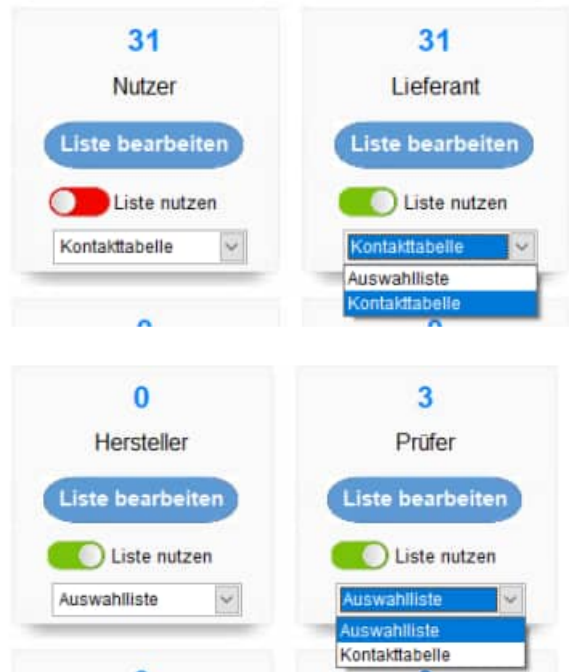 31
Nutzer
Liste bearbeiten
Liste nutzen
Kontakttabelle
31
Lieferant
Liste bearbeiten
Liste nutzen
Kontakttabelle
Auswahlliste
Kontakttabelle
0
Hersteller
Liste bearbeiten
Liste nutzen
Auswahlliste
3
Prüfer
Liste bearbeiten
Liste nutzen
Auswahlliste
Auswahlliste
Kontakttabelle